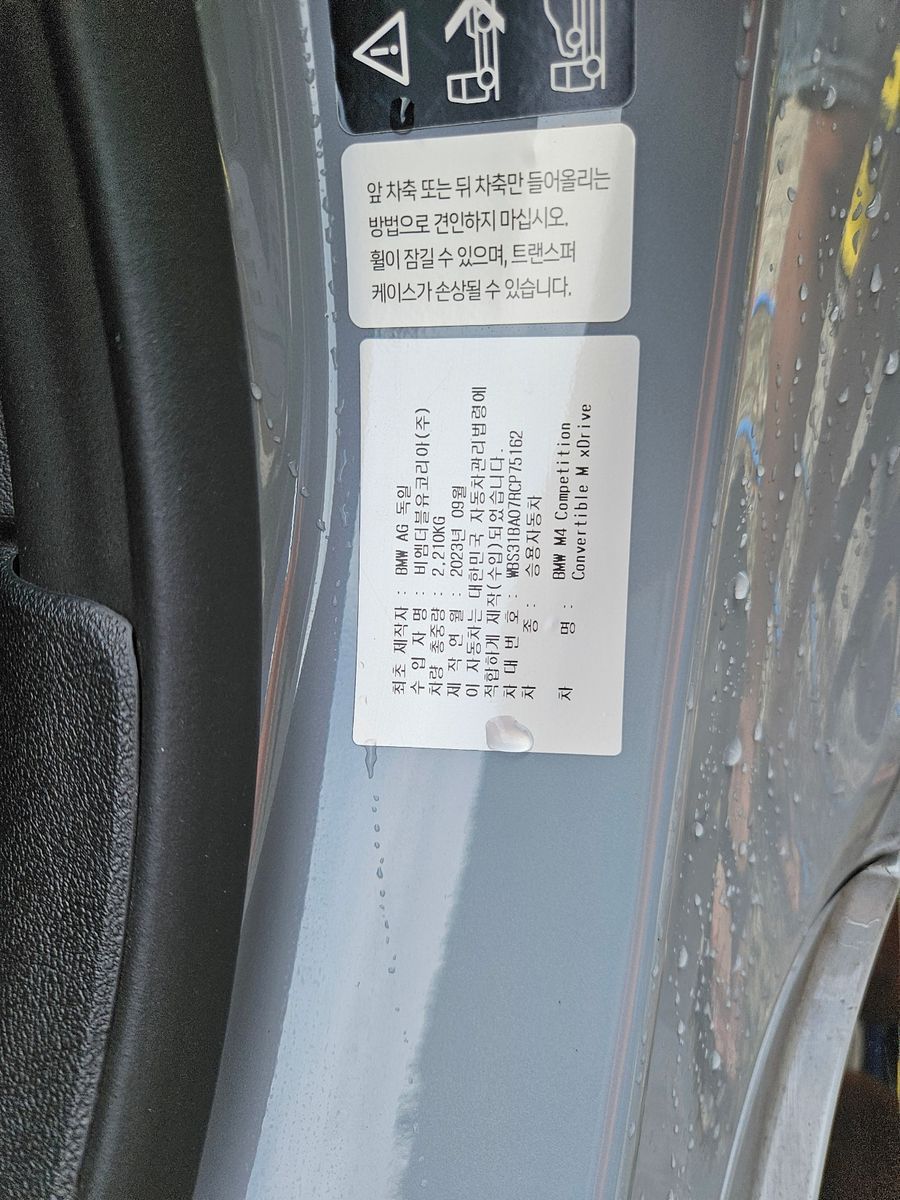 앞 차축 또는 뒤 차축만 들어올리는
방법으로 견인하지 마십시오.
휠이 잠길 수 있으며, 트랜스퍼
케이스가 손상될 수 있습니다.
최초 제작자 : BMW AG 독일
수 입 자 명 : 비엠더블유코리아(주)
차량 총중량 : 2,210KG
제 작 연 월 : 2023년 09월
이 자동차는 대한민국 자동차관리법령에
적합하게 제작(수입)되었습니다.
차 대 번 호 : WBS31BA07RCP75162
차 종 : 승용자동차
차 명 : BMW M4 Competition
Convertible M xDrive